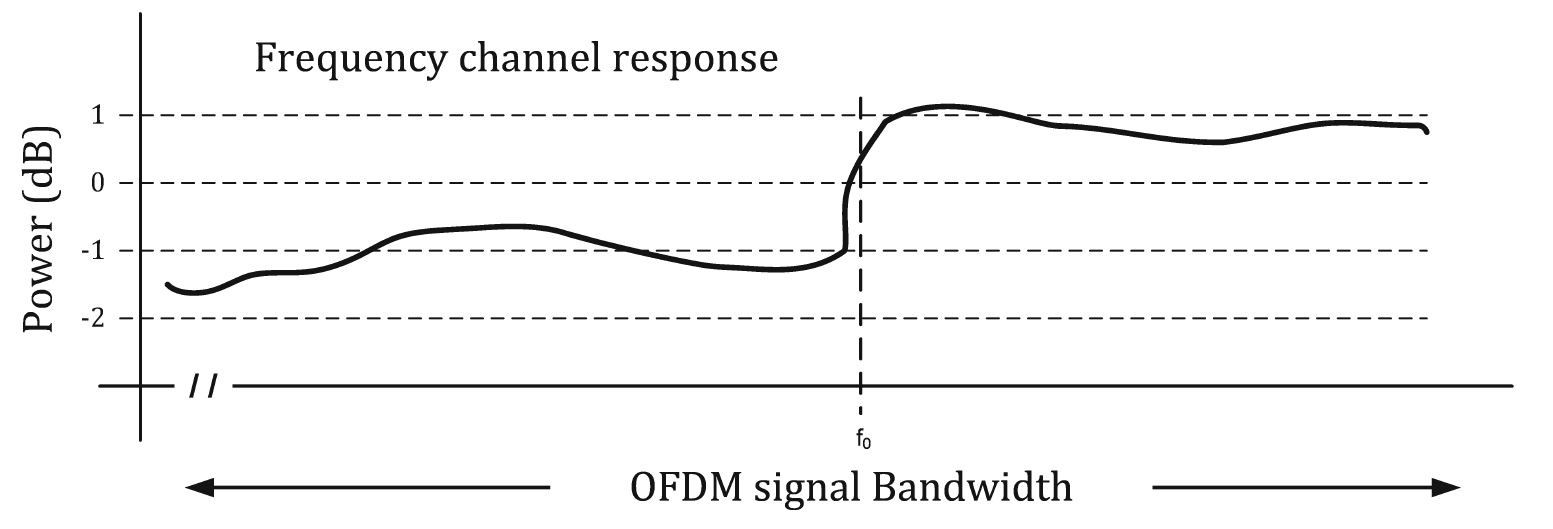 Frequency channel response
Power (dB)
1
0
-1
-2
//
f₀
OFDM signal Bandwidth